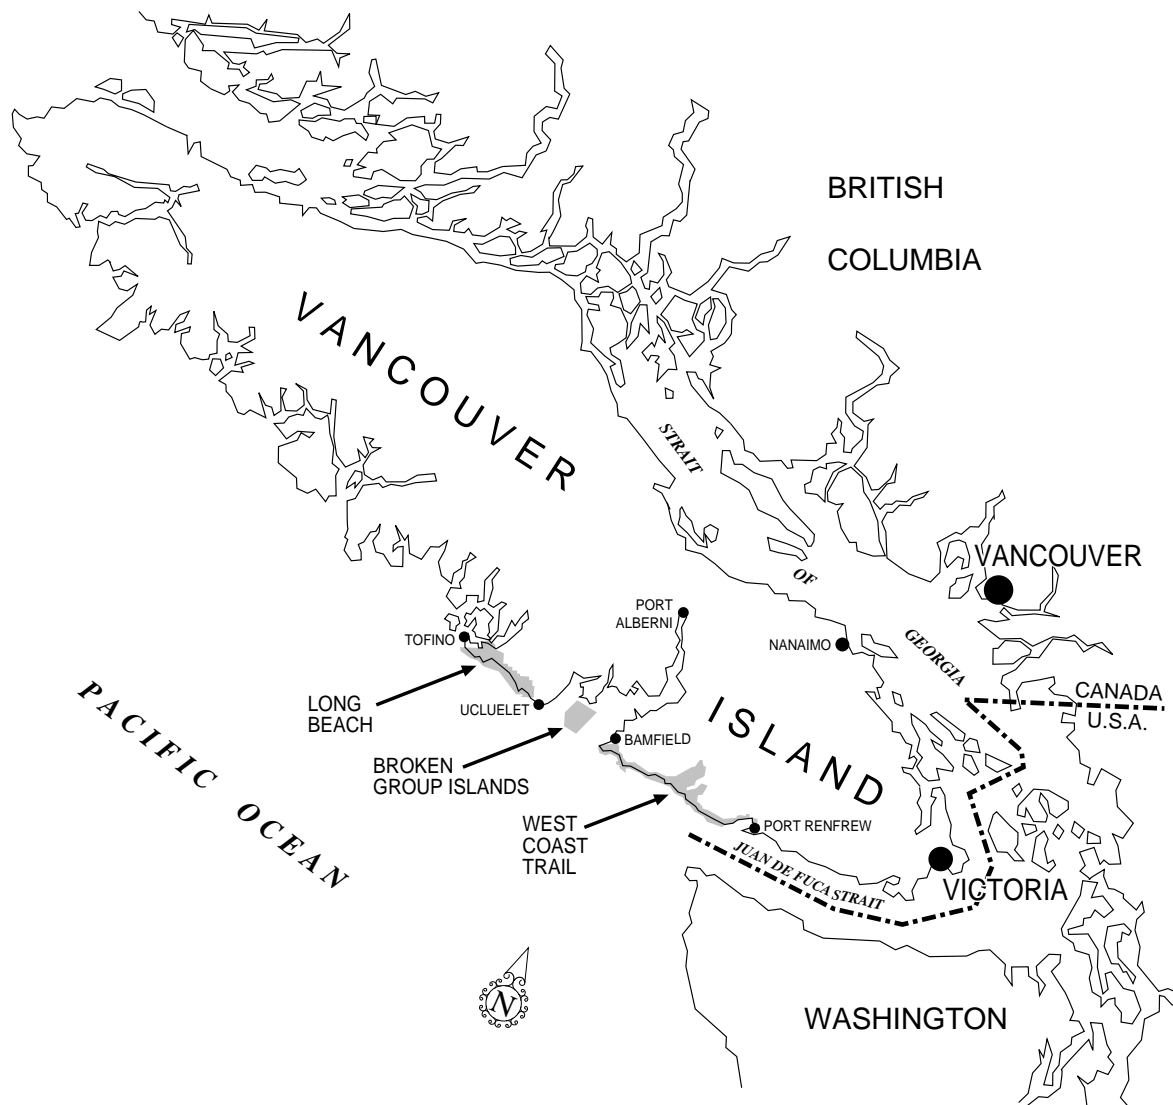 BRITISH
COLUMBIA
VANCOUVER
STRAIT
OF
GEORGIA
VANCOUVER
PORT
ALBERNI
TOFINO
NANAIMO
LONG
BEACH
UCLUELET
CANADA
U.S.A.
ISLAND
BAMFIELD
BROKEN
GROUP ISLANDS
PACIFIC OCEAN
WEST
COAST
TRAIL
PORT RENFREW
JUAN DE FUCA STRAIT
VICTORIA
N
WASHINGTON